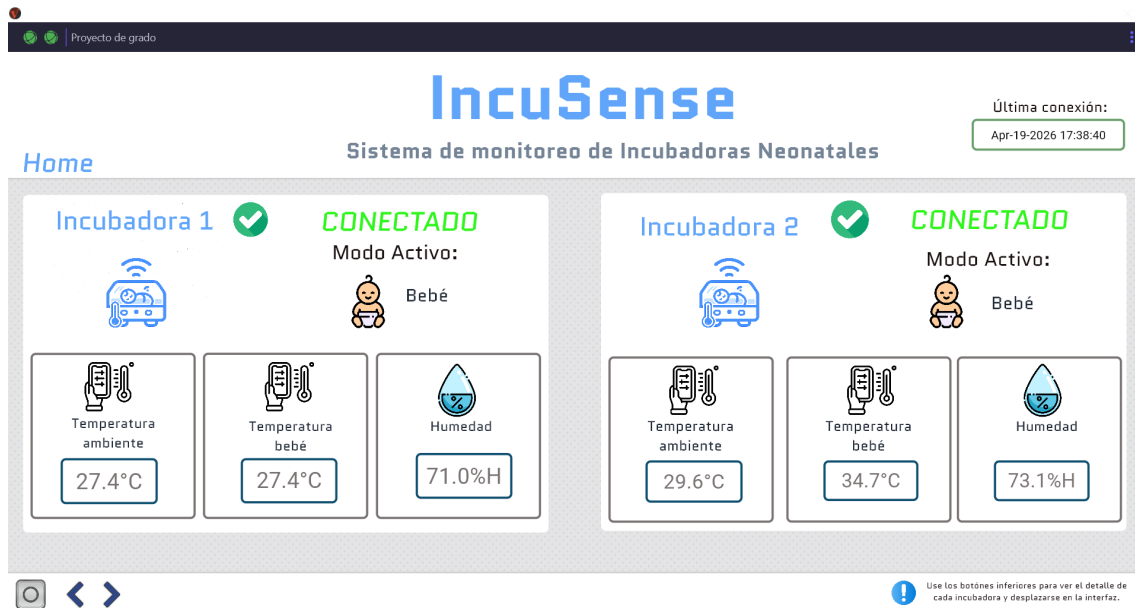 Proyecto de grado
IncuSense
Última conexión:
Apr-19-2026 17:38:40
Sistema de monitoreo de Incubadoras Neonatales
Home
Incubadora 1
CONECTADO
Modo Activo:
Bebé
Temperatura
ambiente
27.4°C
Temperatura
bebé
27.4°C
Humedad
71.0%H
Incubadora 2
CONECTADO
Modo Activo:
Bebé
Temperatura
ambiente
29.6°C
Temperatura
bebé
34.7°C
Humedad
73.1%H
Use los botónes inferiores para ver el detalle de
cada incubadora y desplazarse en la interfaz.